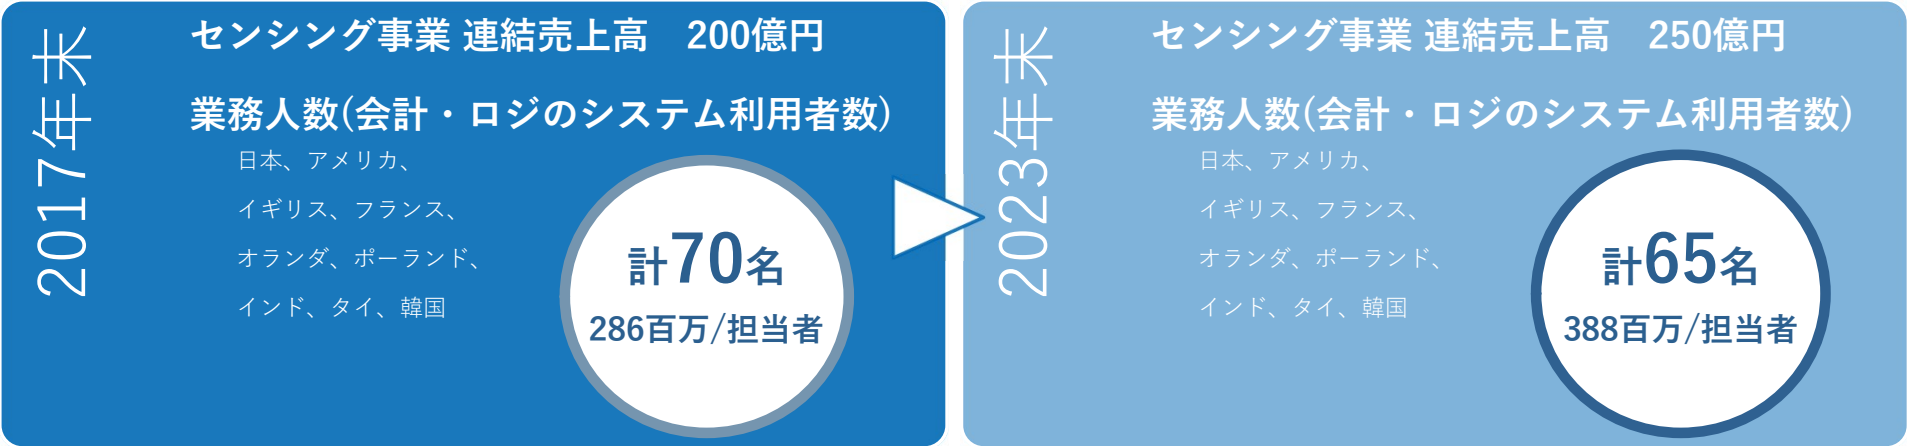 2017年末
センシング事業 連結売上高　200億円
業務人数(会計・ロジのシステム利用者数)
日本、アメリカ、
イギリス、フランス、
オランダ、ポーランド、
インド、タイ、韓国
計70名
286百万/担当者
2023年末
センシング事業 連結売上高　250億円
業務人数(会計・ロジのシステム利用者数)
日本、アメリカ、
イギリス、フランス、
オランダ、ポーランド、
インド、タイ、韓国
計65名
388百万/担当者